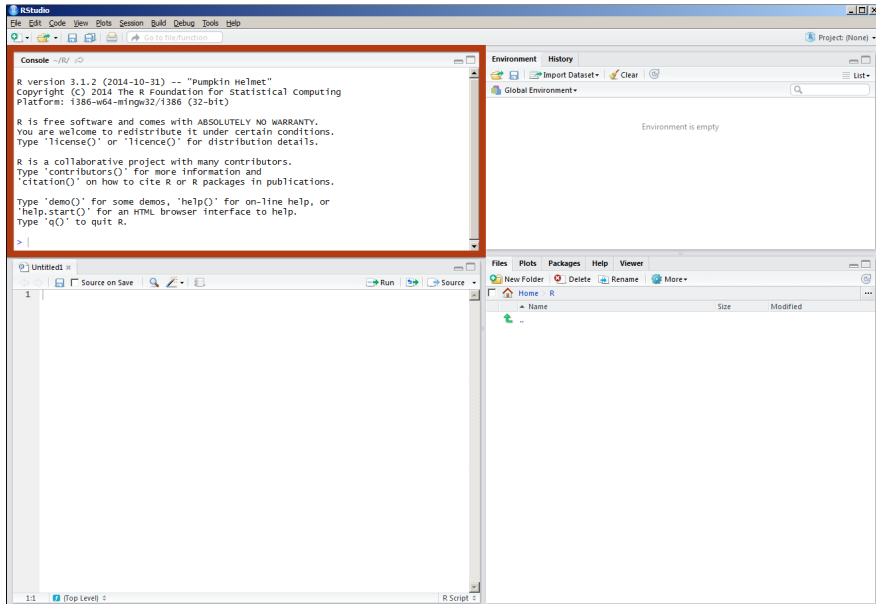 RStudio
File Edit Code View Plots Session Build Debug Tools Help
Go to file/function
Project: (None)
Console ~/R/
R version 3.1.2 (2014-10-31) -- "Pumpkin Helmet"
Copyright (C) 2014 The R Foundation for Statistical Computing
Platform: i386-w64-mingw32/i386 (32-bit)
R is free software and comes with ABSOLUTELY NO WARRANTY.
You are welcome to redistribute it under certain conditions.
Type 'license()' or 'licence()' for distribution details.
R is a collaborative project with many contributors.
Type 'contributors()' for more information and
'citation()' on how to cite R or R packages in publications.
Type 'demo()' for some demos, 'help()' for on-line help, or
'help.start()' for an HTML browser interface to help.
Type 'q()' to quit R.
>
Environment History
Import Dataset Clear List
Global Environment
Environment is empty
Untitled1
Source on Save Run Source
1
1:1 (Top Level) R Script
Files Plots Packages Help Viewer
New Folder Delete Rename More
Home R ...
Name Size Modified
..